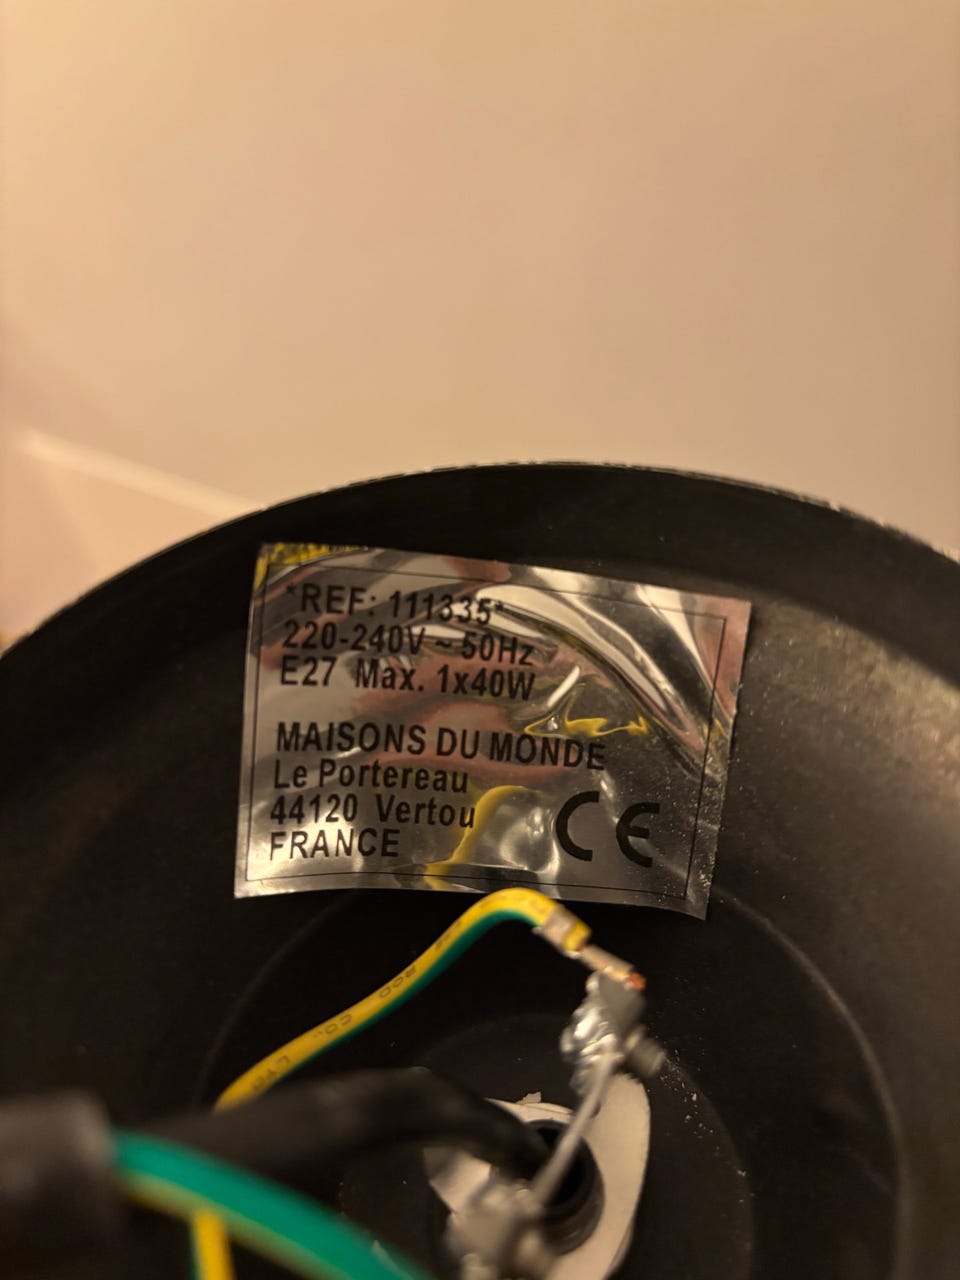 *REF: 111335*
220-240V ~ 50Hz
E27 Max. 1x40W
MAISONS DU MONDE
Le Portereau
44120 Vertou
FRANCE
CE